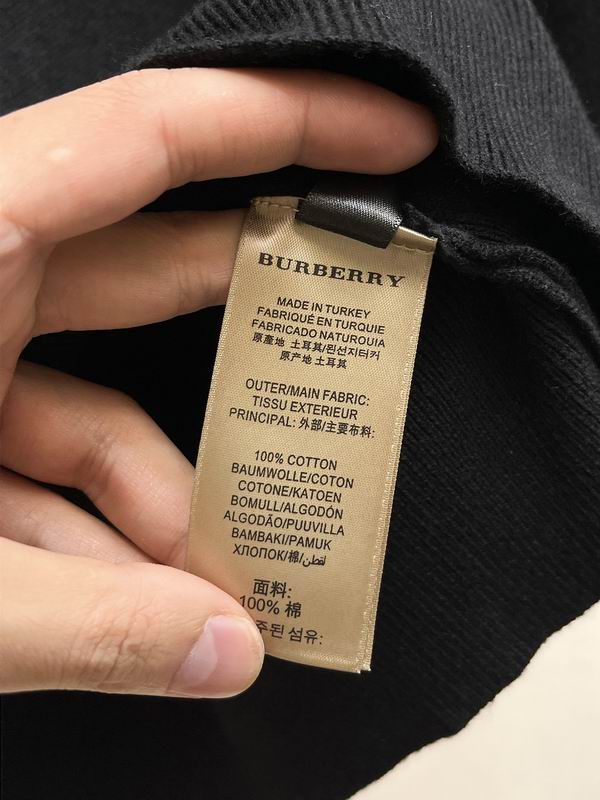 BURBERRY
MADE IN TURKEY
FABRIQUÉ EN TURQUIE
FABRICADO NATUROUIA
原產地 土耳其/된선지터커
原产地 土耳其
OUTER/MAIN FABRIC:
TISSU EXTERIEUR
PRINCIPAL: 外部/主要布料:
100% COTTON
BAUMWOLLE/COTON
COTONE/KATOEN
BOMULL/ALGODÓN
ALGODÃO/PUUVILLA
BAMBAKI/PAMUK
ХЛОПОК/棉/قطن
面料:
100% 棉
주된 섬유: